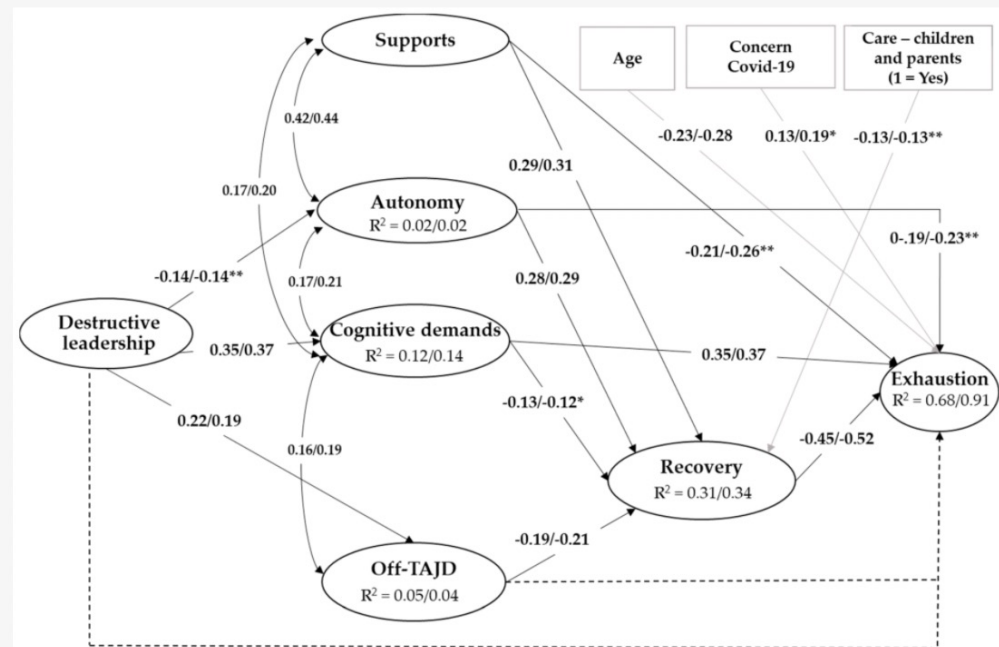 Supports
Age
Concern
Covid-19
Care – children
and parents
(1 = Yes)
0.42/0.44
-0.23/-0.28
0.13/0.19*
-0.13/-0.13**
0.29/0.31
0.17/0.20
Autonomy
R² = 0.02/0.02
-0.21/-0.26**
0-.19/-0.23**
-0.14/-0.14**
0.17/0.21
0.28/0.29
Destructive
leadership
Cognitive demands
R² = 0.12/0.14
0.35/0.37
0.35/0.37
Exhaustion
R² = 0.68/0.91
-0.13/-0.12*
0.22/0.19
-0.45/-0.52
0.16/0.19
Recovery
R² = 0.31/0.34
-0.19/-0.21
Off-TAJD
R² = 0.05/0.04